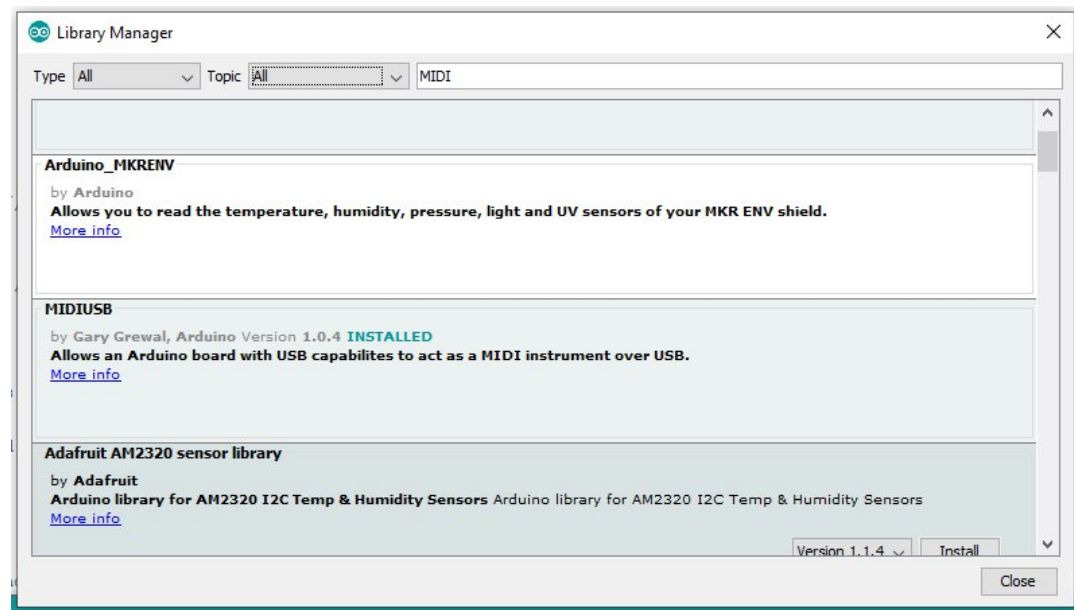 Library Manager
Type All Topic All MIDI
Arduino_MKRENV
by Arduino
Allows you to read the temperature, humidity, pressure, light and UV sensors of your MKR ENV shield.
More info
MIDIUSB
by Gary Grewal, Arduino Version 1.0.4 INSTALLED
Allows an Arduino board with USB capabilites to act as a MIDI instrument over USB.
More info
Adafruit AM2320 sensor library
by Adafruit
Arduino library for AM2320 I2C Temp & Humidity Sensors Arduino library for AM2320 I2C Temp & Humidity Sensors
More info
Version 1.1.4 Install
Close